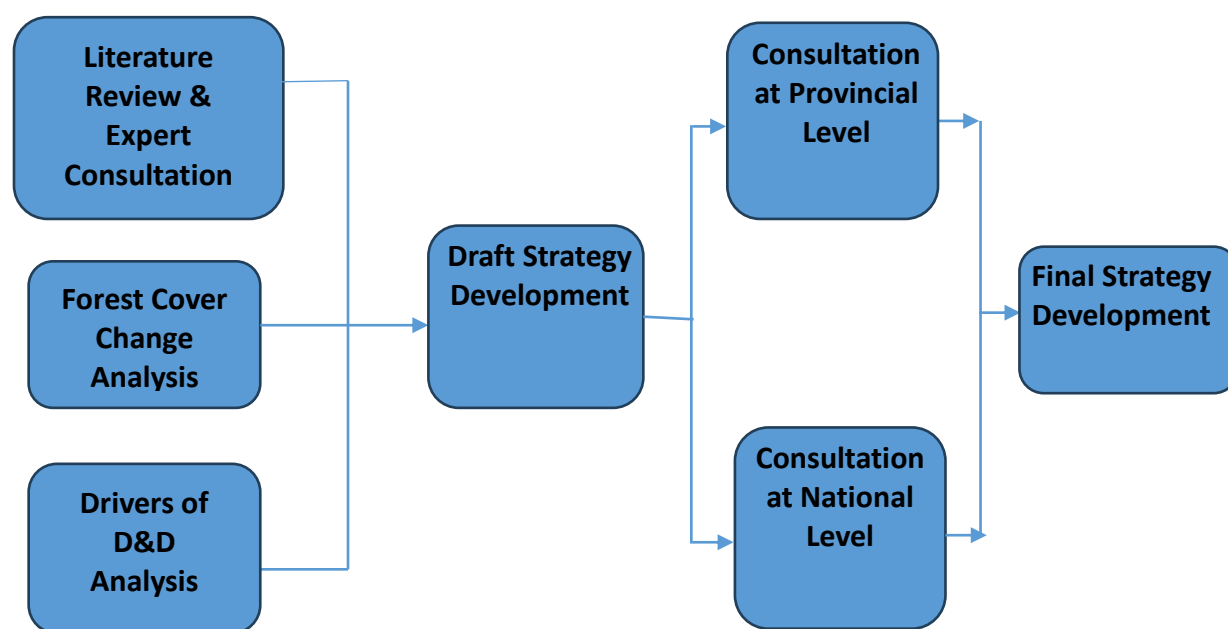 Literature
Review &
Expert
Consultation
Forest Cover
Change
Analysis
Drivers of
D&D
Analysis
Draft Strategy
Development
Consultation
at Provincial
Level
Consultation
at National
Level
Final Strategy
Development